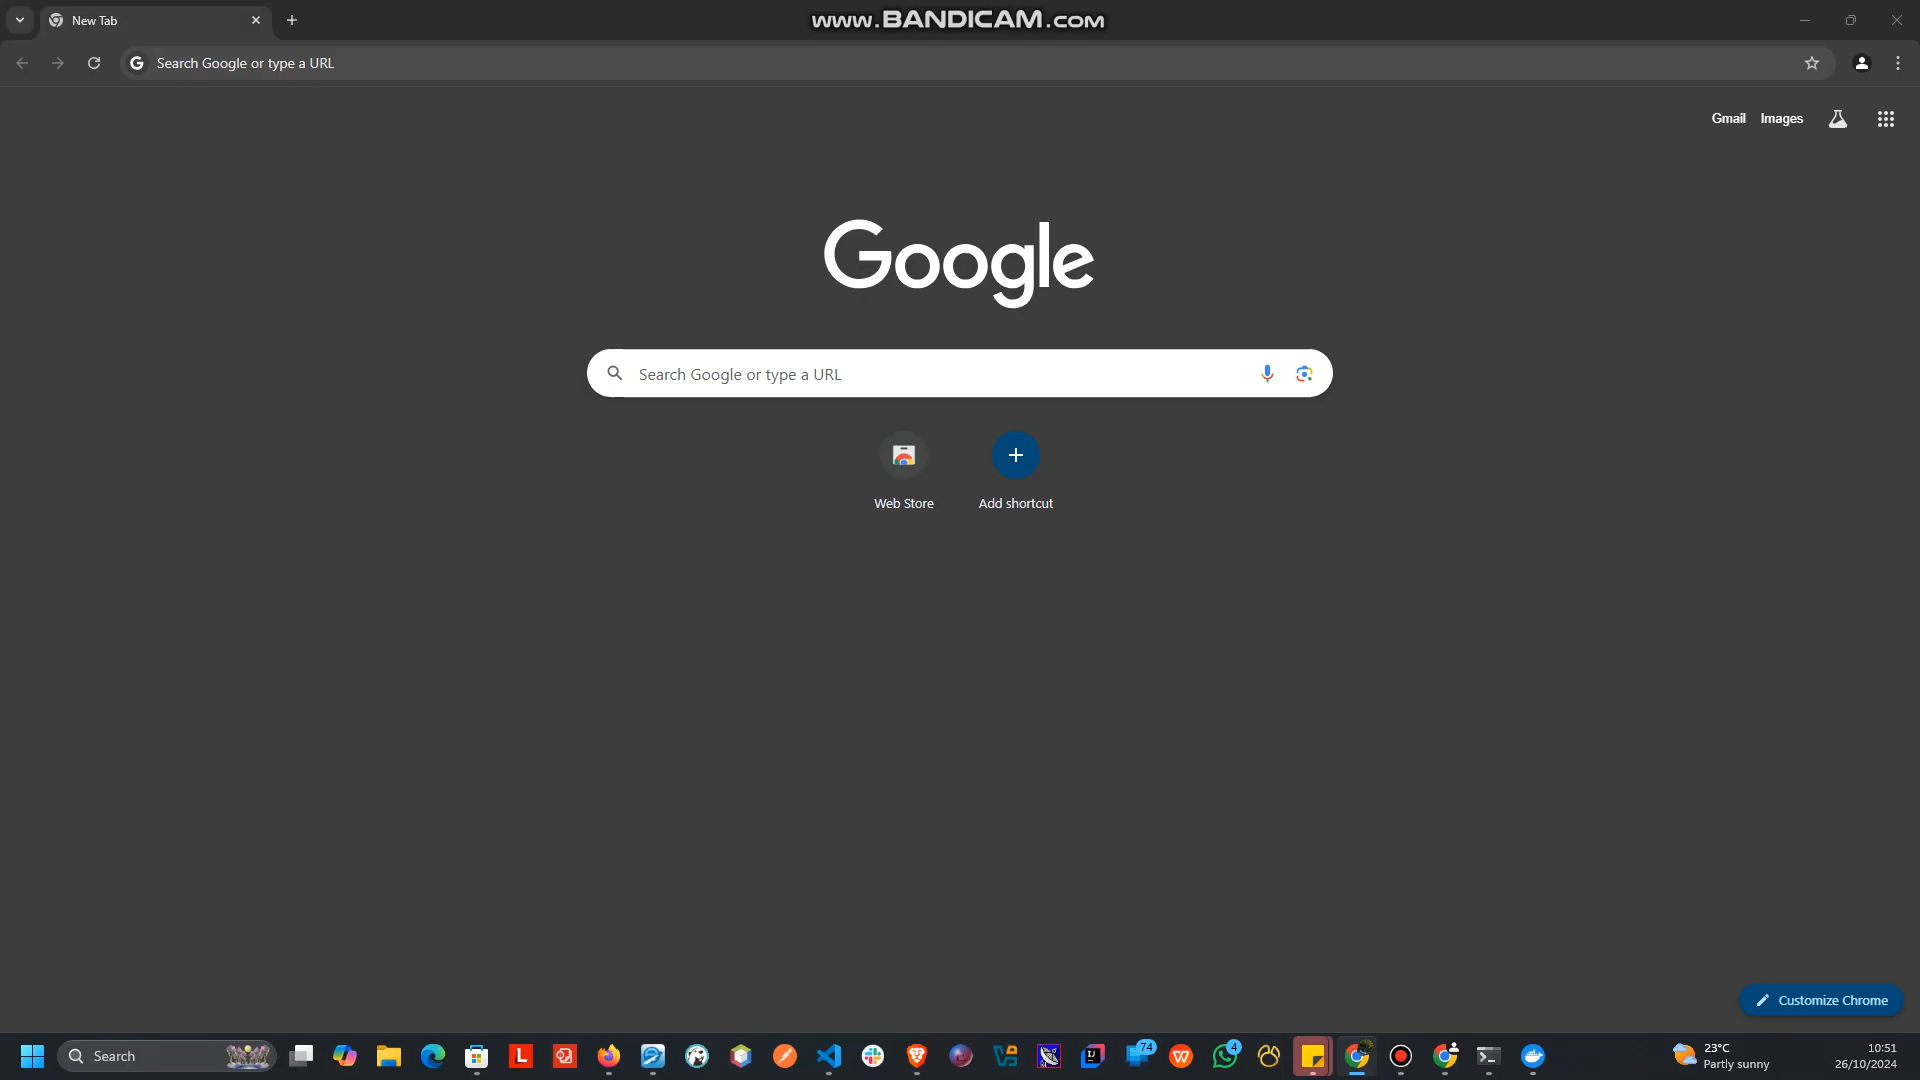 New Tab
www.BANDICAM.com
Search Google or type a URL
Gmail
Images
Google
Search Google or type a URL
Web Store
Add shortcut
Customize Chrome
Search
74
4
23°C
Partly sunny
10:51
26/10/2024